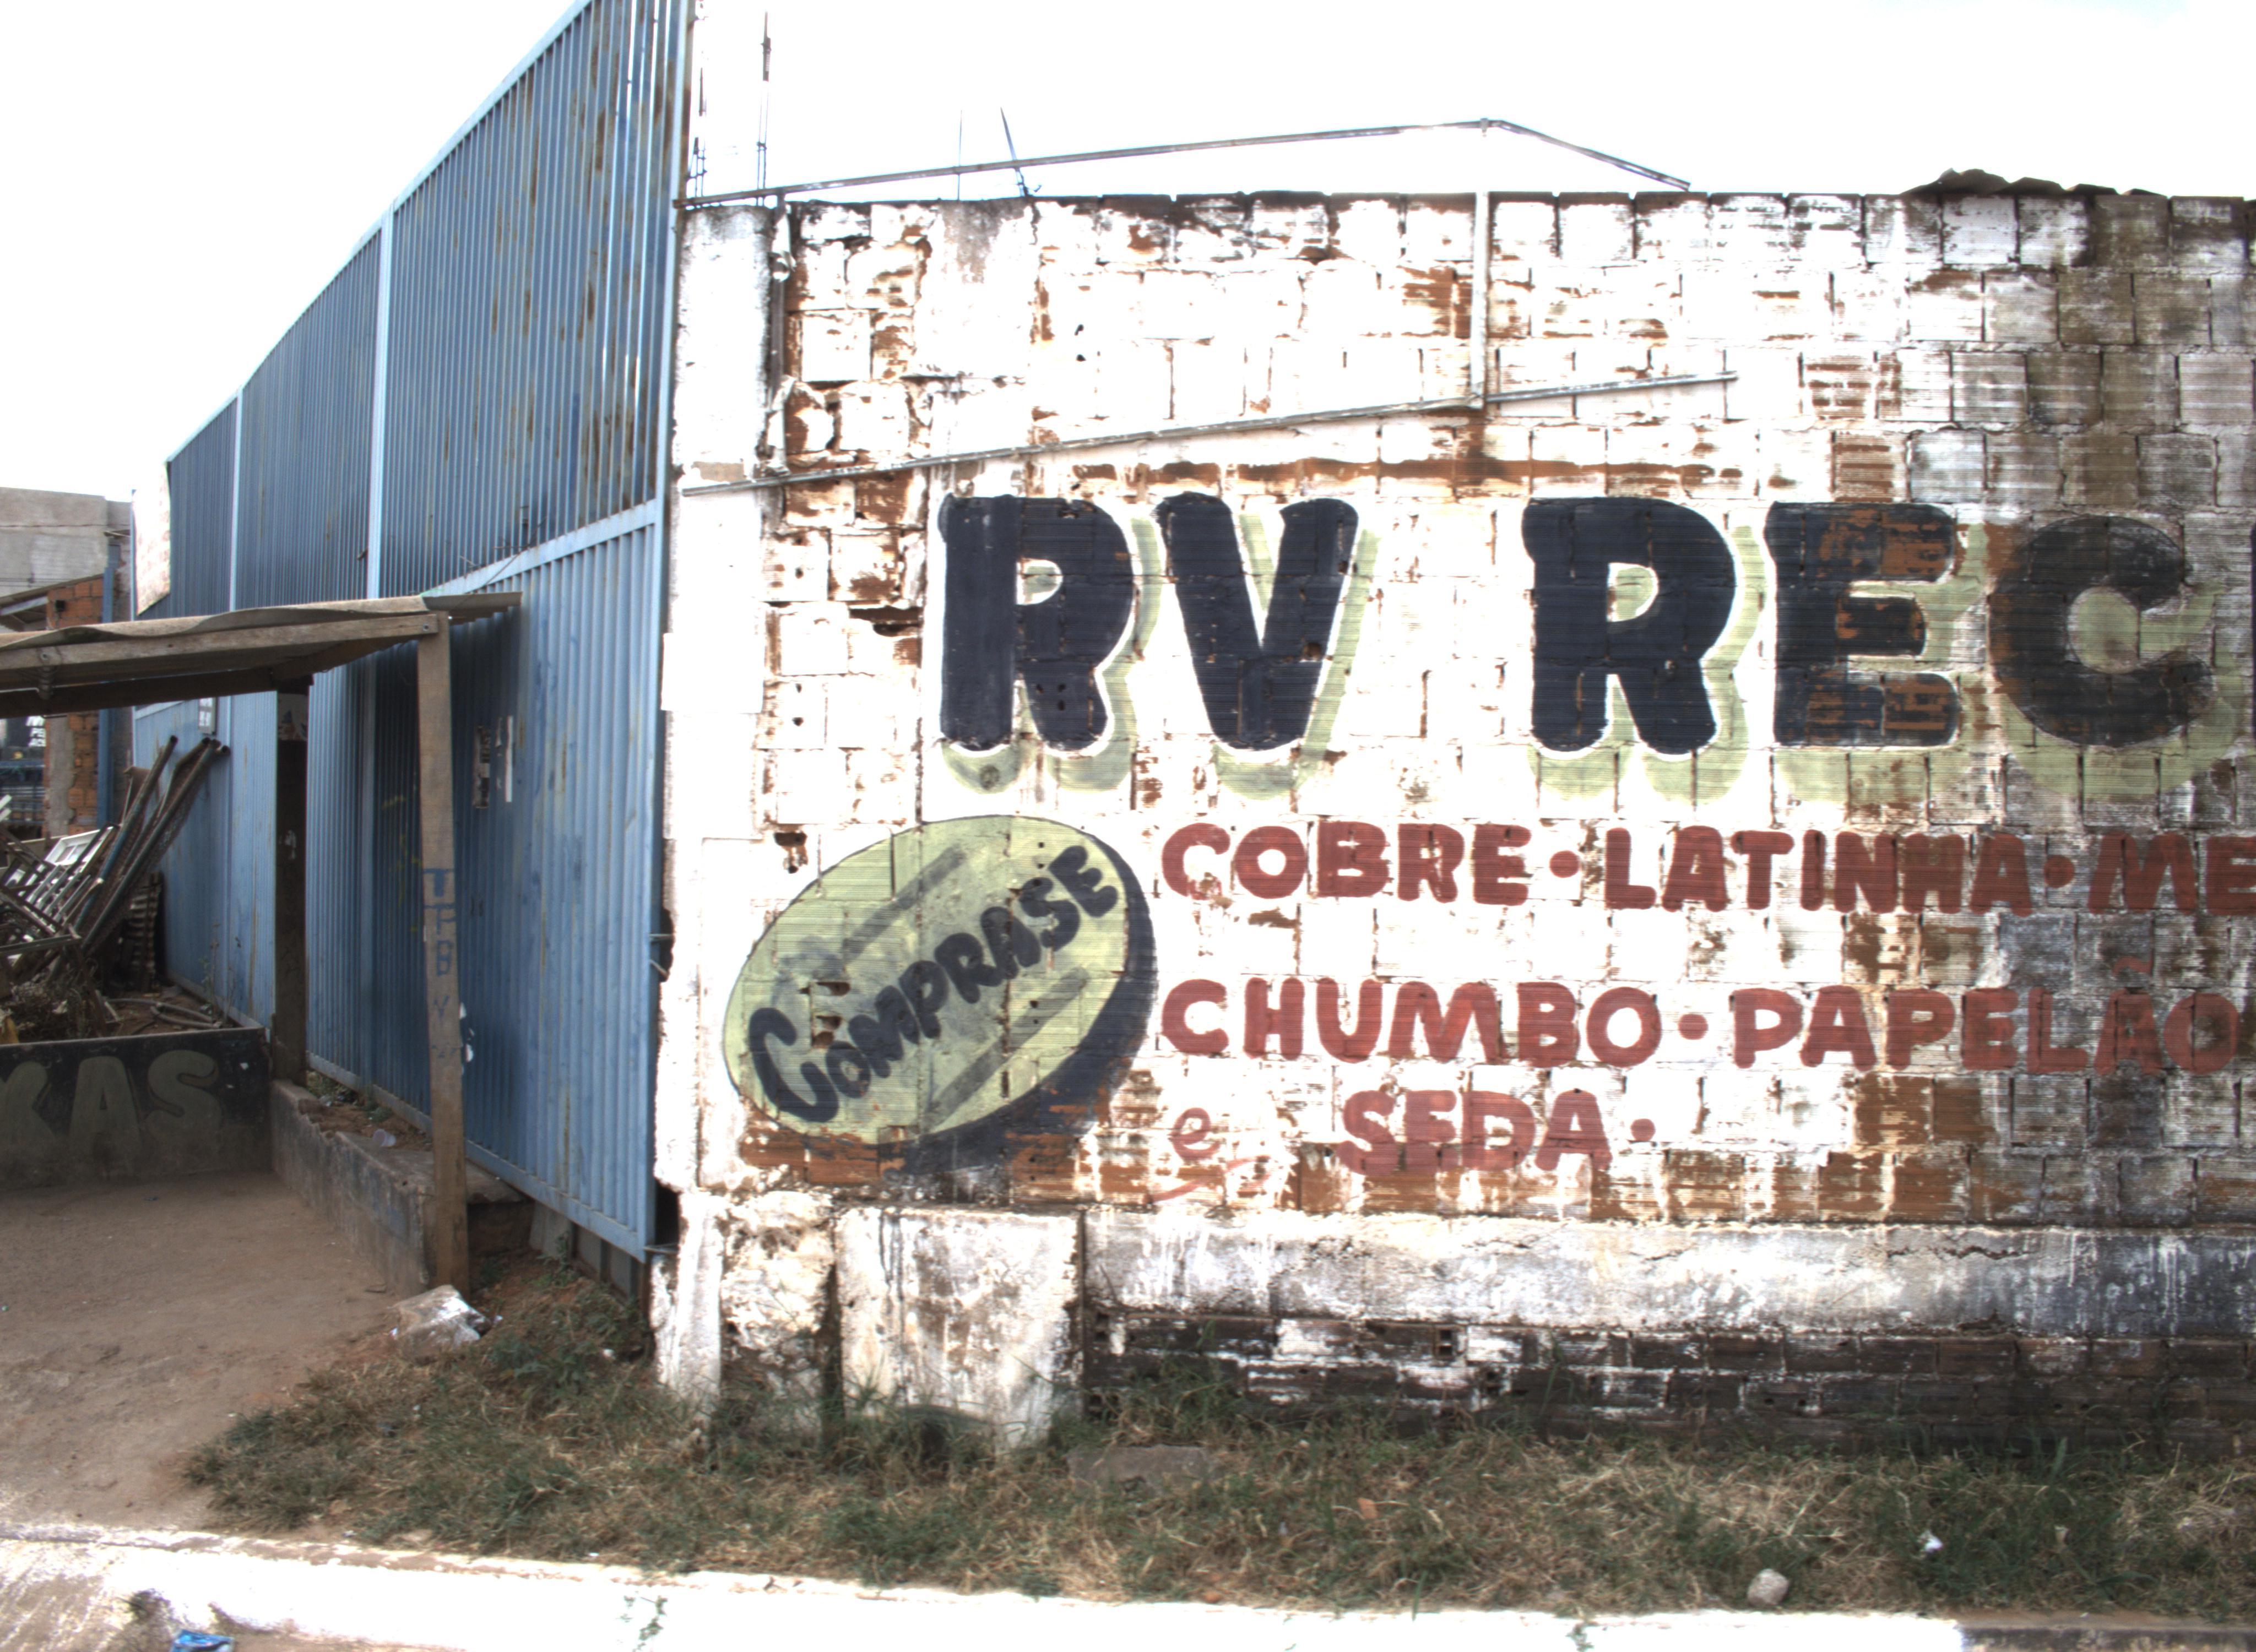 RV REC
COMPRASE
COBRE • LATINHA • ME
CHUMBO • PAPELÃO
e SEDA.
KAS